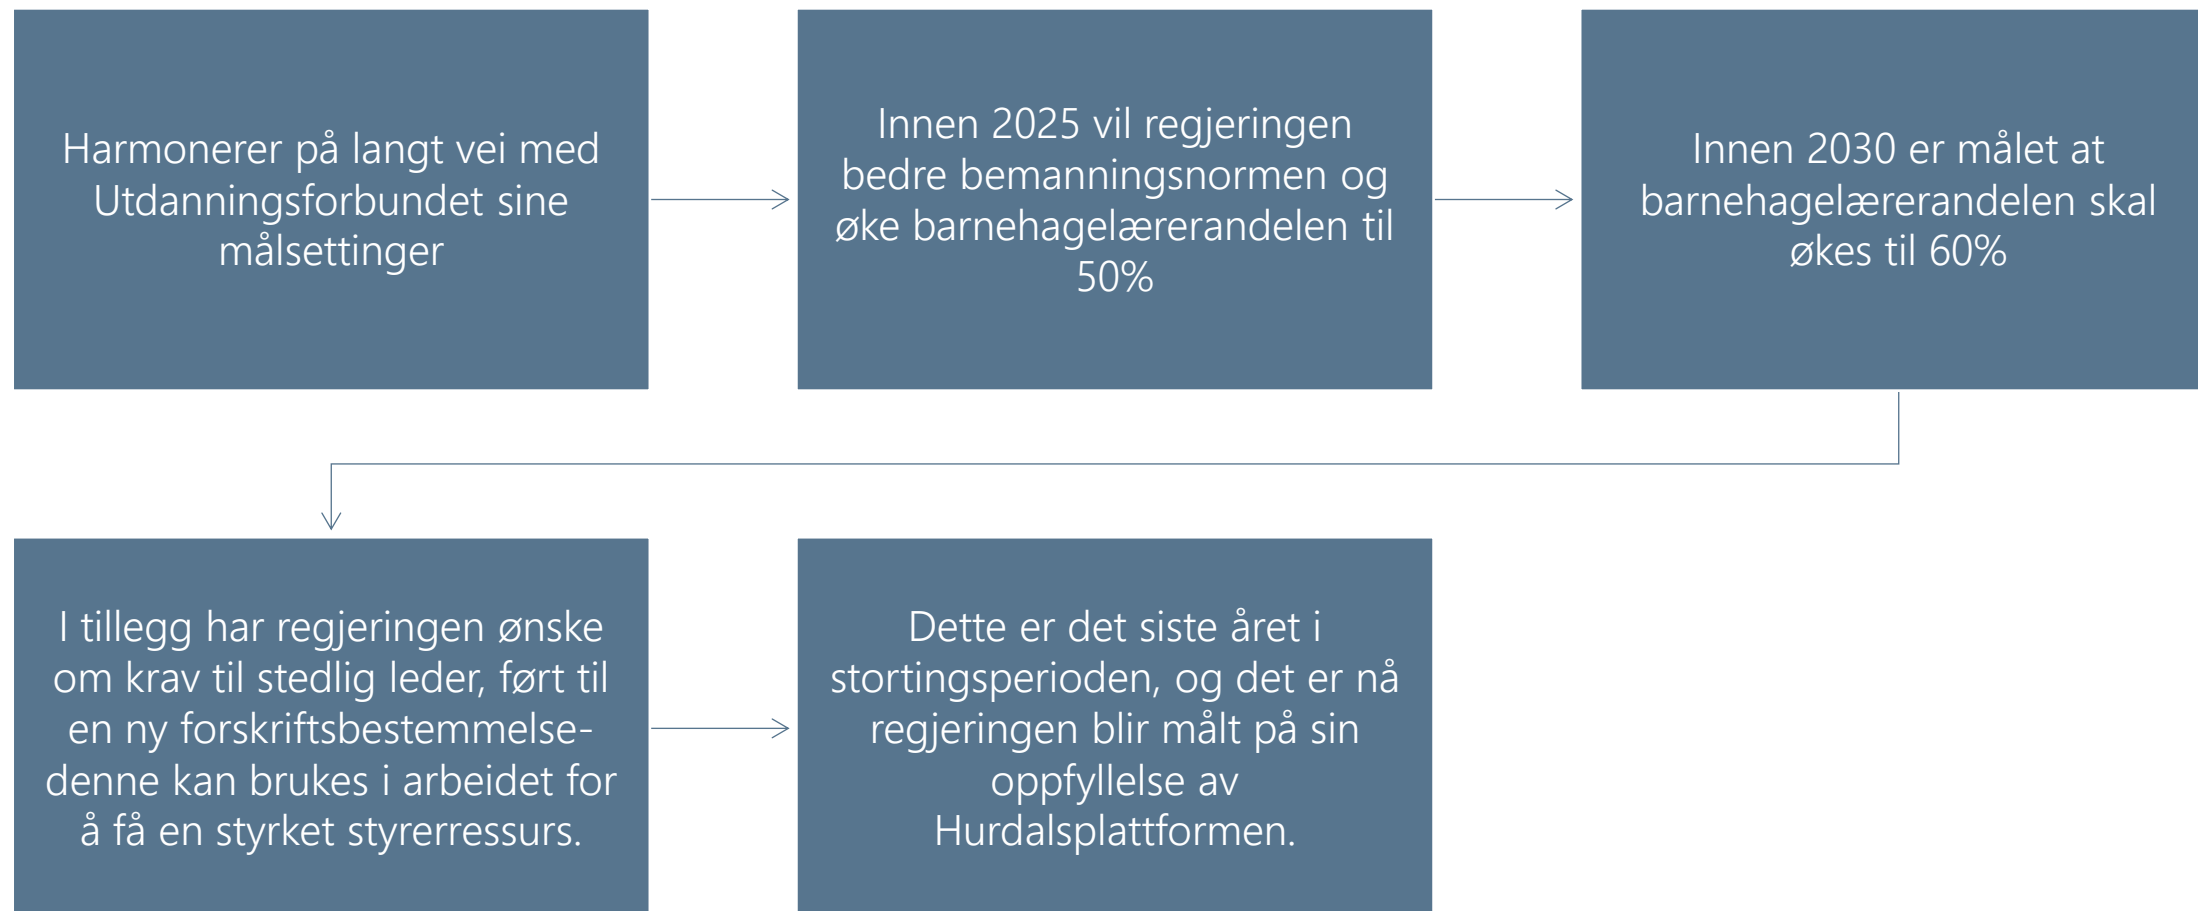 Harmonerer på langt vei med
Utdanningsforbundet sine
målsettinger
Innen 2025 vil regjeringen
bedre bemanningsnormen og
øke barnehagelærerandelen til
50%
Innen 2030 er målet at
barnehagelærerandelen skal
økes til 60%
I tillegg har regjeringen ønske
om krav til stedlig leder, ført til
en ny forskriftsbestemmelse-
denne kan brukes i arbeidet for
å få en styrket styrerressurs.
Dette er det siste året i
stortingsperioden, og det er nå
regjeringen blir målt på sin
oppfyllelse av
Hurdalsplattformen.